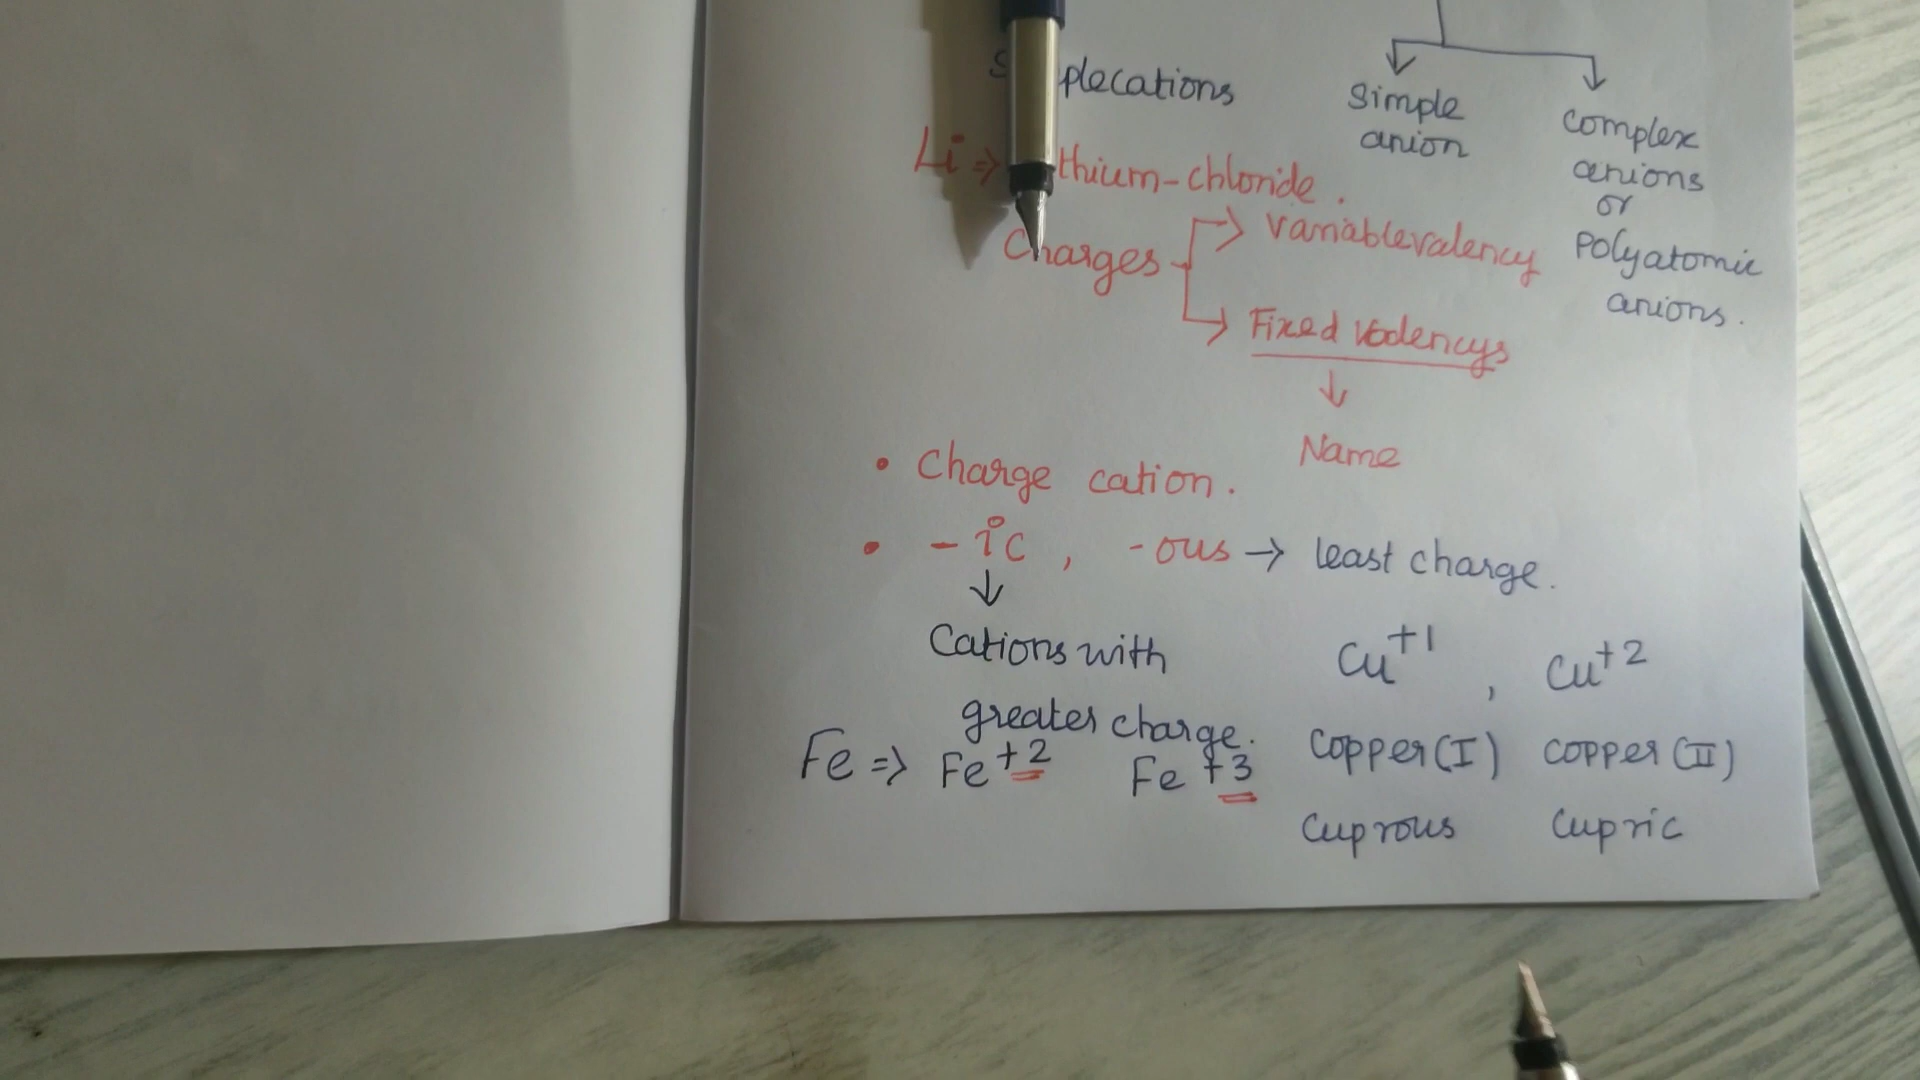 plecations
Simple
anion
complex
anions
or
Polyatomic
anions.
Li => thium-chloride.
Charges
Variablevalency
Fixed Vadencys
Name
• Charge cation.
• -ic , -ous → least charge.
Cations with
greater charge.
Fe => Fe+2 Fe+3
Cu+1 , Cu+2
Copper(I) Copper(II)
Cuprous Cupric